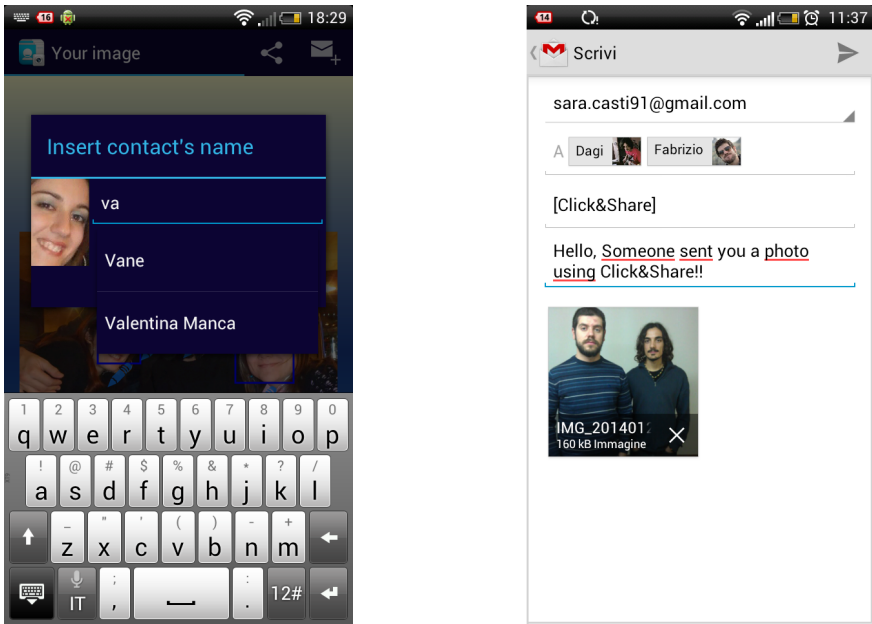 16 18:29
Your image
Insert contact's name
va
Vane
Valentina Manca
1 2 3 4 5 6 7 8 9 0
q w e r t y u i o p
! @ # $ % & * ? /
a s d f g h j k l
_ " ' ( ) - +
z x c v b n m
IT ; , : . 12#
14 11:37
Scrivi
sara.casti91@gmail.com
A Dagi Fabrizio
[Click&Share]
Hello, Someone sent you a photo
using Click&Share!!
IMG_201401
160 kB Immagine